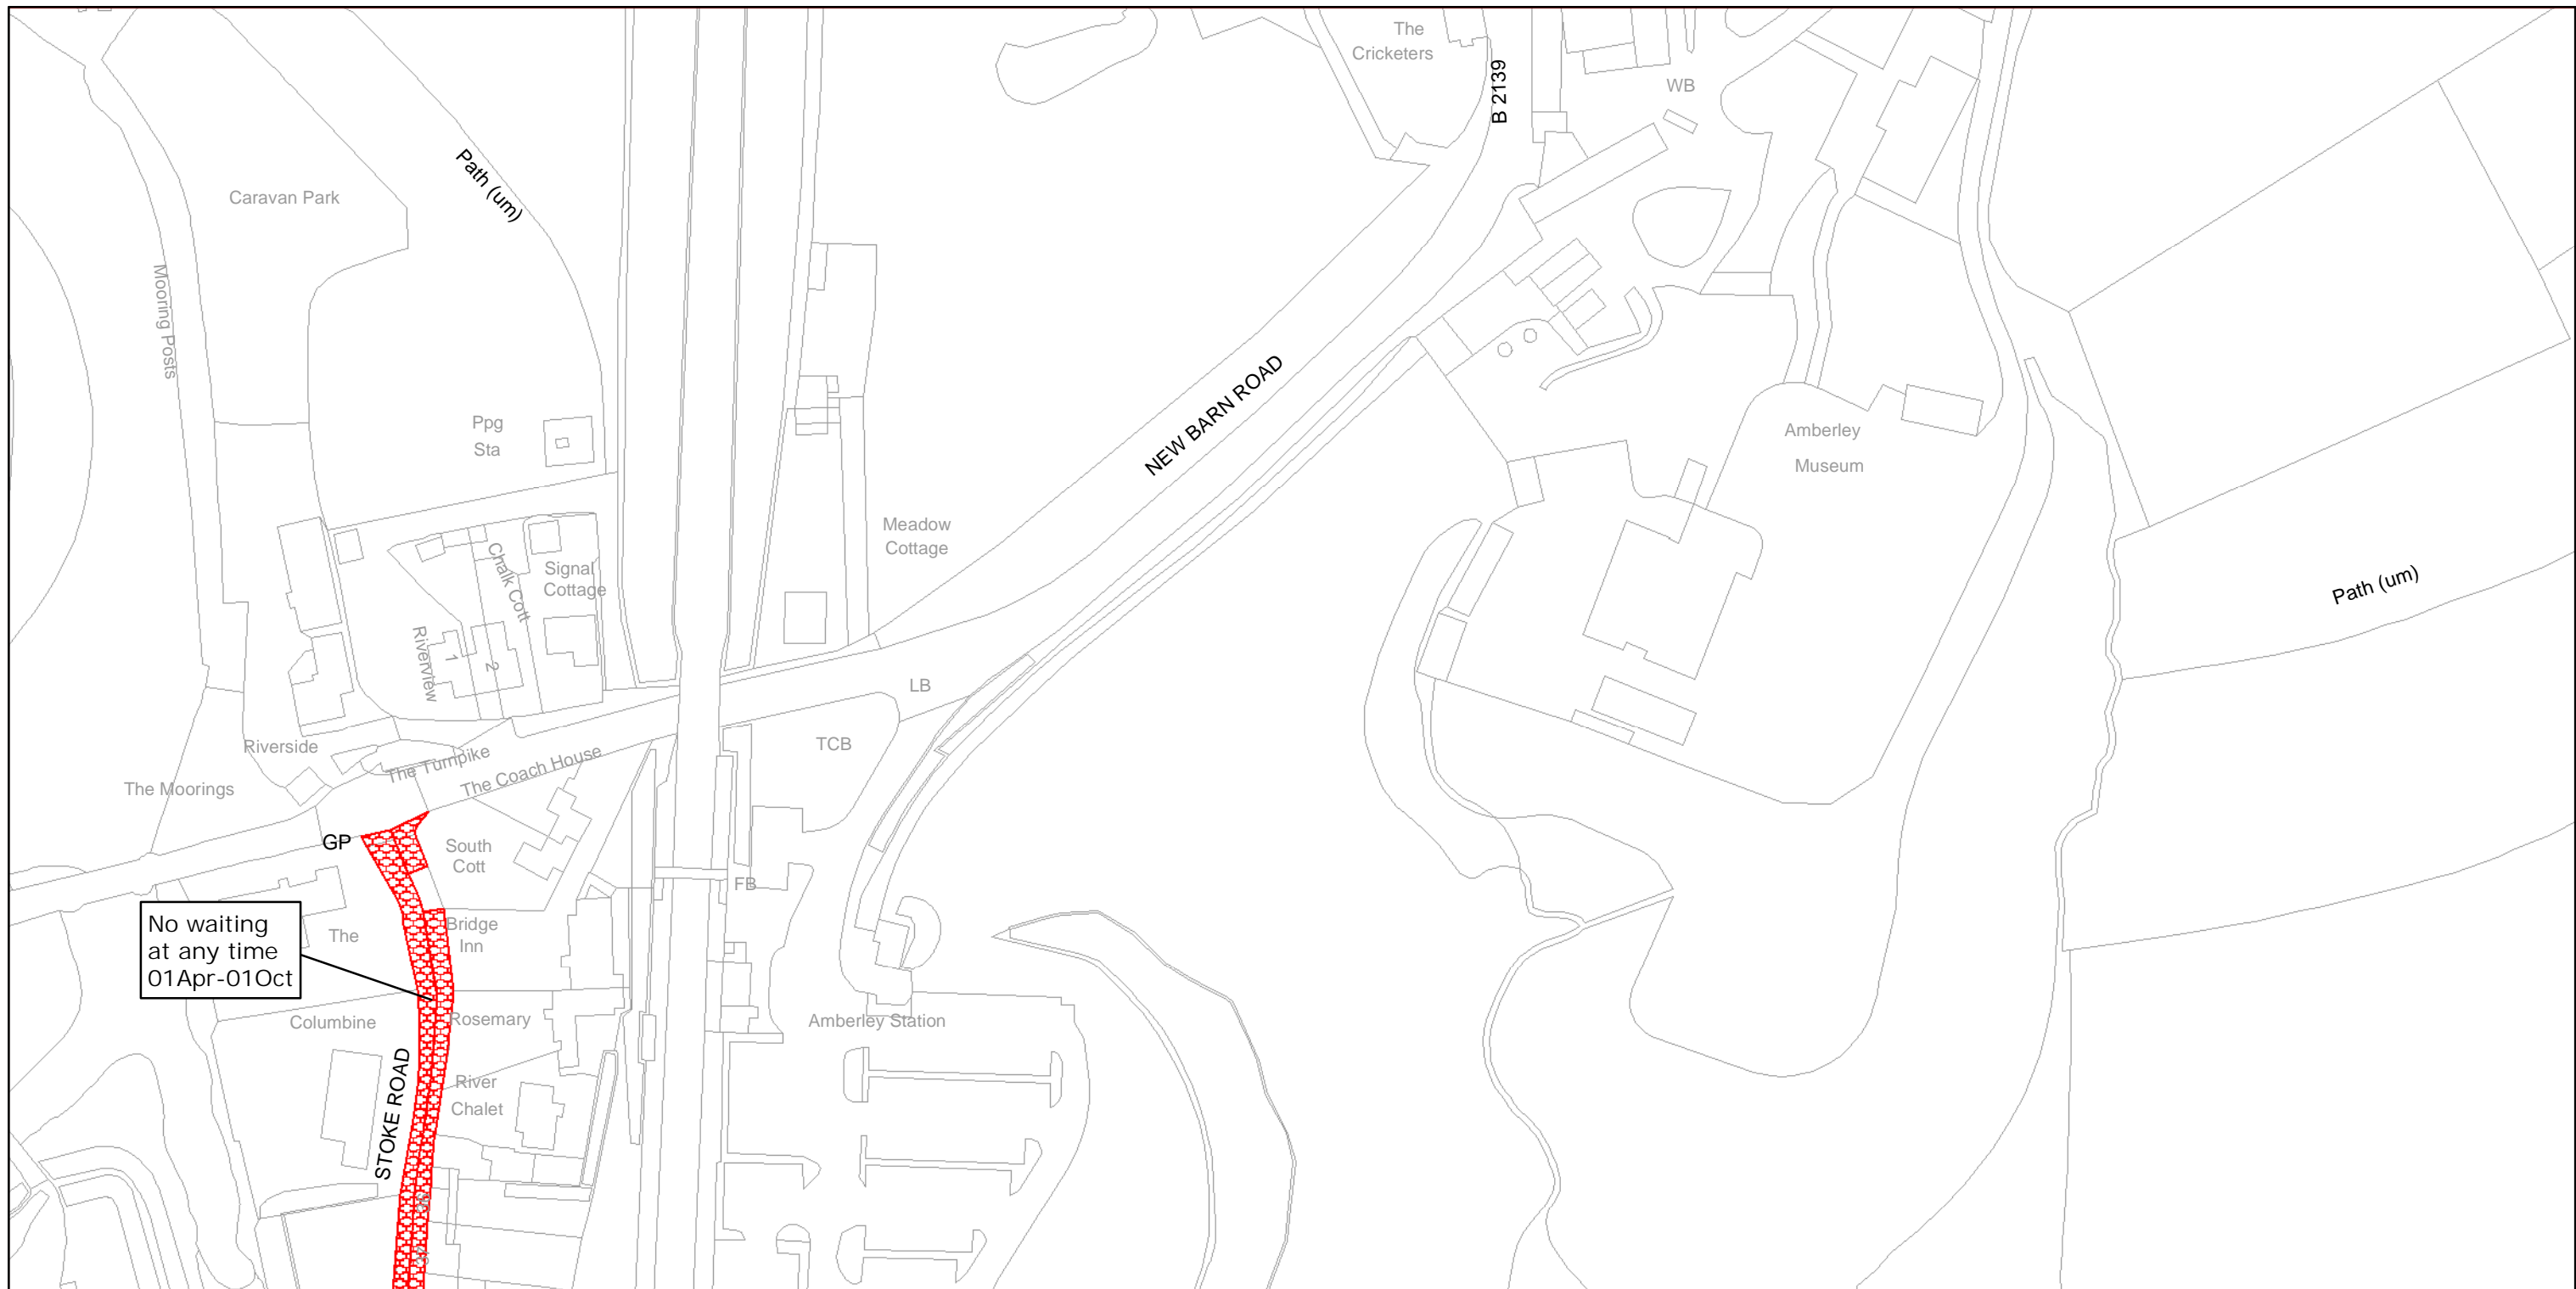 The
Cricketers
B 2139
WB
Caravan Park
Path (um)
Mooring Posts
NEW BARN ROAD
Ppg
Sta
Amberley
Museum
Meadow
Cottage
Chalk Cott
Signal
Cottage
Path (um)
Riverview
1
2
LB
TCB
Riverside
The Turnpike
The Coach House
The Moorings
GP
South
Cott
FB
No waiting
at any time
01Apr-01Oct
The
Bridge
Inn
Columbine
Rosemary
Amberley Station
STOKE ROAD
River
Chalet